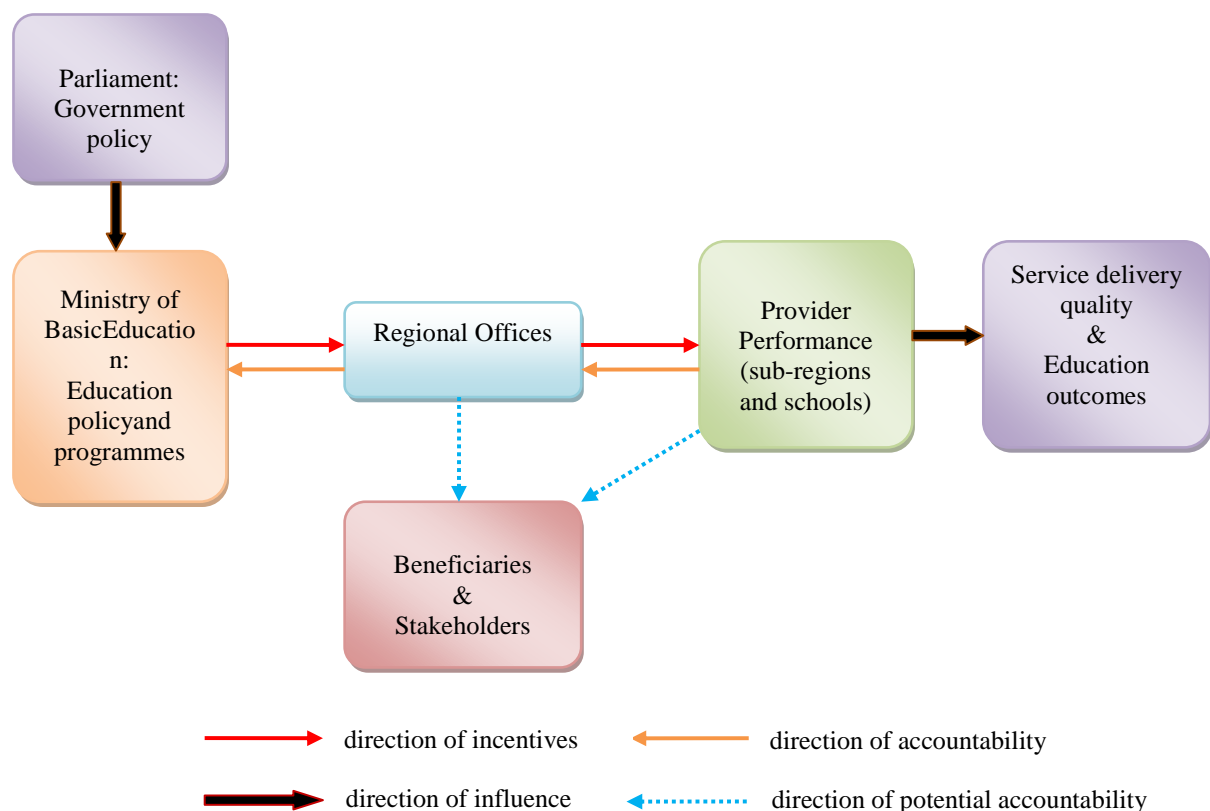 Parliament:
Government
policy
Ministry of
BasicEducatio
n:
Education
policyand
programmes
Regional Offices
Provider
Performance
(sub-regions
and schools)
Service delivery
quality
&
Education
outcomes
Beneficiaries
&
Stakeholders
direction of incentives
direction of accountability
direction of influence
direction of potential accountability